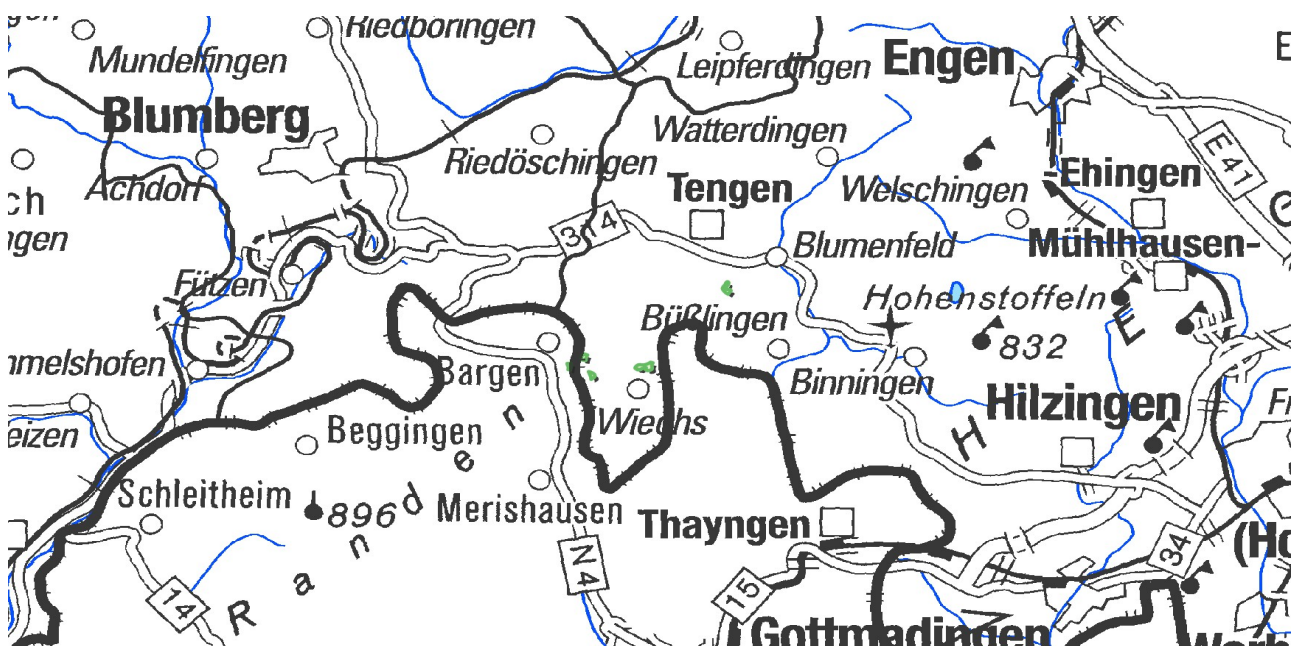 Riedböringen
Mundelfingen
Leipferdingen
Engen
Blumberg
Watterdingen
Riedöschingen
E41
Achdorf
Tengen
Welschingen
Ehingen
314
Blumenfeld
Mühlhausen-
Fützen
Hohenstoffeln
Büßlingen
832
Bargen
Binningen
Wiechs
Hilzingen
Beggingen
Schleitheim
896
Merishausen
Thayngen
Randen
H
E
N4
34
14
15
Gottmadingen